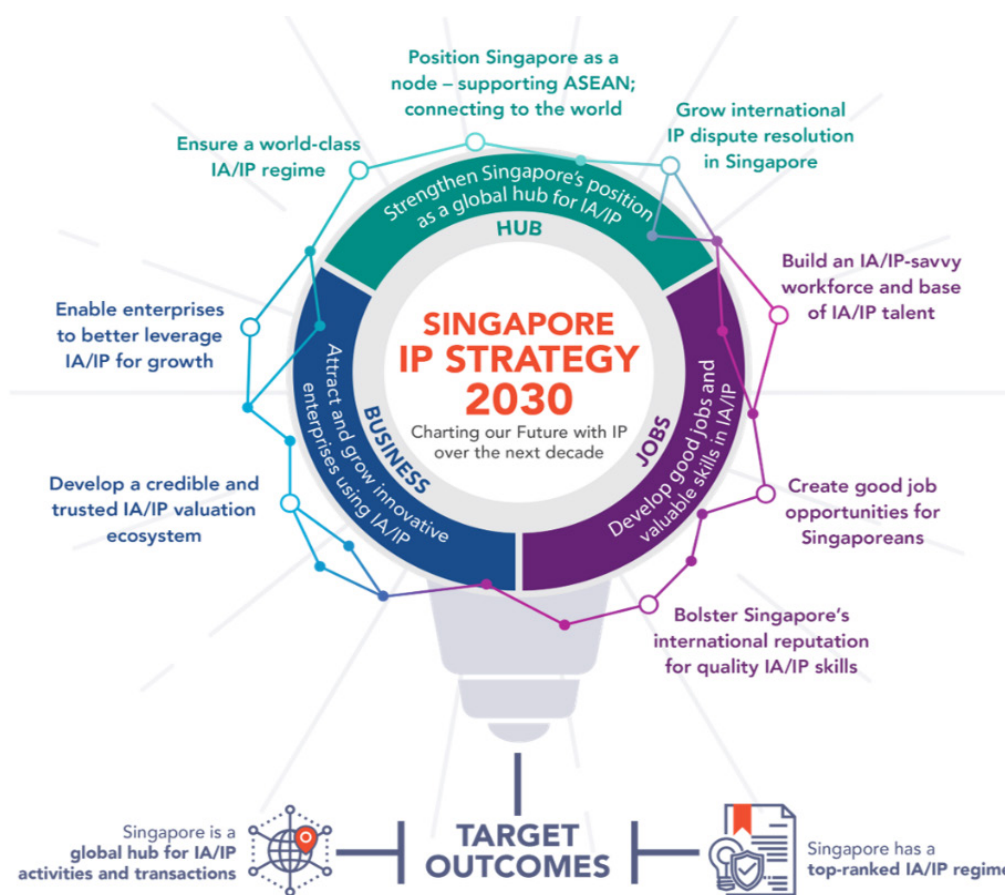 Position Singapore as a
node – supporting ASEAN;
connecting to the world
Grow international
IP dispute resolution
in Singapore
Ensure a world-class
IA/IP regime
Strengthen Singapore's position
as a global hub for IA/IP
HUB
Build an IA/IP-savvy
workforce and base
of IA/IP talent
Enable enterprises
to better leverage
IA/IP for growth
SINGAPORE
IP STRATEGY
2030
Charting our Future with IP
over the next decade
BUSINESS
Attract and grow innovative
enterprises using IA/IP
JOBS
Develop good jobs and
valuable skills in IA/IP
Develop a credible and
trusted IA/IP valuation
ecosystem
Create good job
opportunities for
Singaporeans
Bolster Singapore's
international reputation
for quality IA/IP skills
Singapore is a
global hub for IA/IP
activities and transactions
TARGET
OUTCOMES
Singapore has a
top-ranked IA/IP regime